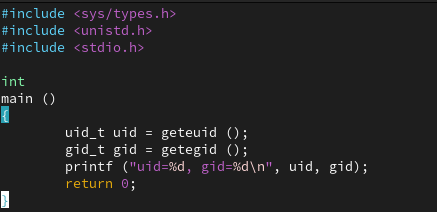 #include <sys/types.h>
#include <unistd.h>
#include <stdio.h>

int
main ()
{
        uid_t uid = geteuid ();
        gid_t gid = getegid ();
        printf ("uid=%d, gid=%d\n", uid, gid);
        return 0;
}